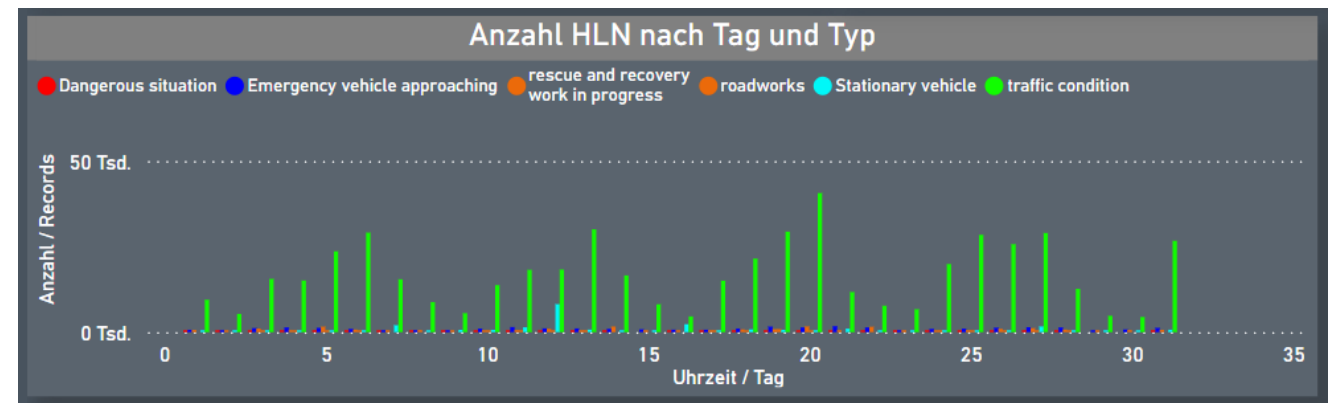 Anzahl HLN nach Tag und Typ
Dangerous situation Emergency vehicle approaching rescue and recovery
work in progress roadworks Stationary vehicle traffic condition
Anzahl / Records
50 Tsd.
0 Tsd.
0 5 10 15 20 25 30 35
Uhrzeit / Tag